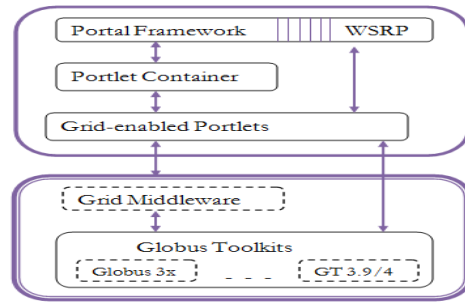 Portal Framework WSRP
Portlet Container
Grid-enabled Portlets
Grid Middleware
Globus Toolkits
Globus 3x - - - GT 3.9/4